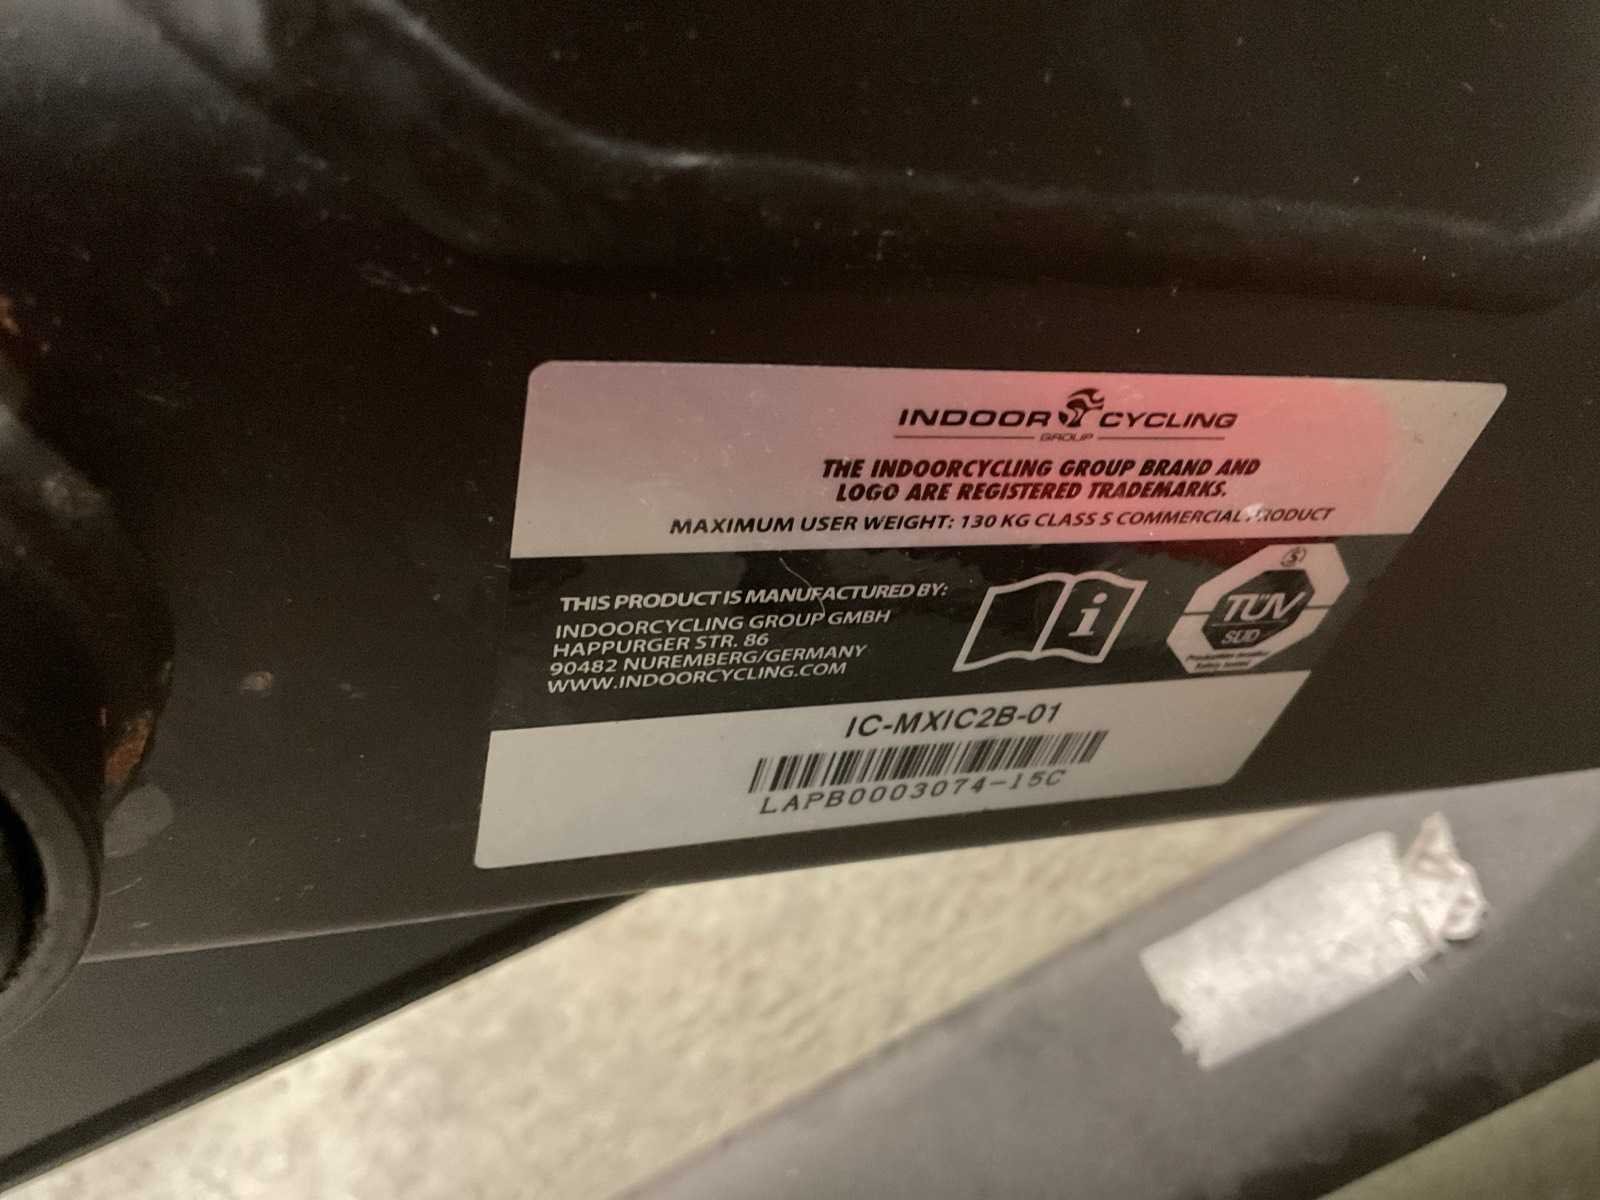 INDOOR CYCLING
GROUP
THE INDOORCYCLING GROUP BRAND AND
LOGO ARE REGISTERED TRADEMARKS.
MAXIMUM USER WEIGHT: 130 KG CLASS S COMMERCIAL PRODUCT
THIS PRODUCT IS MANUFACTURED BY:
INDOORCYCLING GROUP GMBH
HAPPURGER STR. 86
90482 NUREMBERG/GERMANY
WWW.INDOORCYCLING.COM
i
S
TÜV
SÜD
IC-MXIC2B-01
LAPB0003074-15C